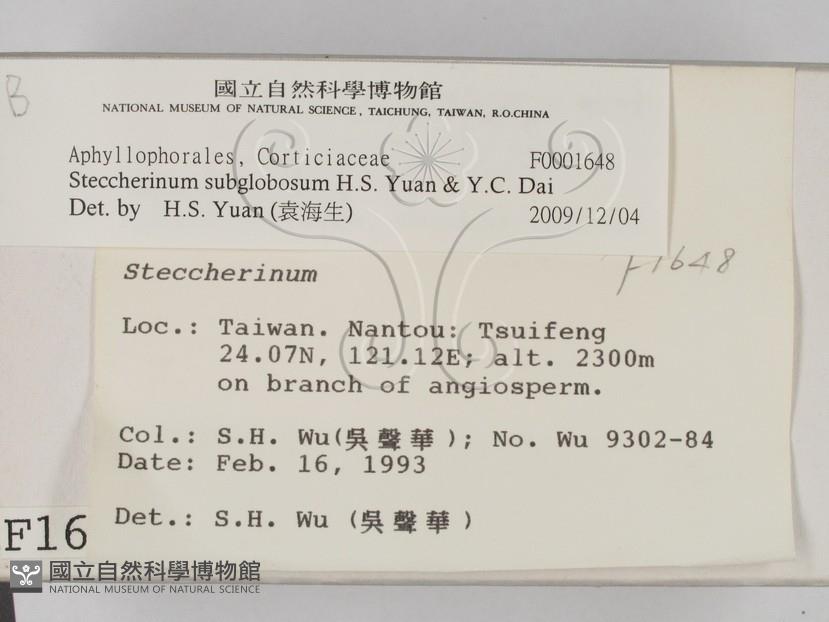 B
國立自然科學博物館
NATIONAL MUSEUM OF NATURAL SCIENCE, TAICHUNG, TAIWAN, R.O.CHINA
Aphyllophorales, Corticiaceae F0001648
Steccherinum subglobosum H.S. Yuan & Y.C. Dai
Det. by H.S. Yuan (袁海生) 2009/12/04
Steccherinum F1648
Loc.: Taiwan. Nantou: Tsuifeng
24.07N, 121.12E; alt. 2300m
on branch of angiosperm.
Col.: S.H. Wu(吳聲華); No. Wu 9302-84
Date: Feb. 16, 1993
Det.: S.H. Wu (吳聲華)
F16
國立自然科學博物館
NATIONAL MUSEUM OF NATURAL SCIENCE